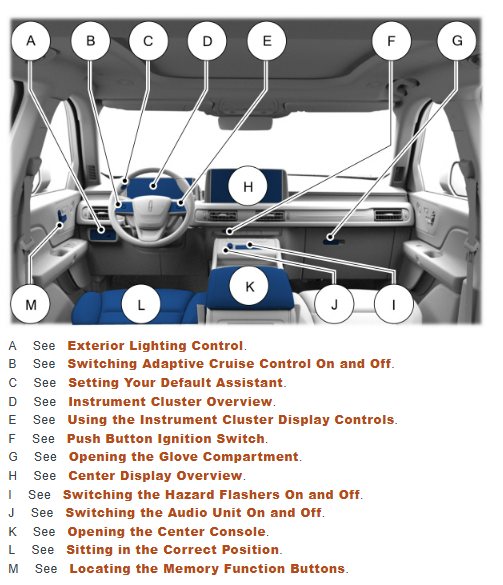 A B C D E F G
H
M L K J I
A See Exterior Lighting Control.
B See Switching Adaptive Cruise Control On and Off.
C See Setting Your Default Assistant.
D See Instrument Cluster Overview.
E See Using the Instrument Cluster Display Controls.
F See Push Button Ignition Switch.
G See Opening the Glove Compartment.
H See Center Display Overview.
I See Switching the Hazard Flashers On and Off.
J See Switching the Audio Unit On and Off.
K See Opening the Center Console.
L See Sitting in the Correct Position.
M See Locating the Memory Function Buttons.